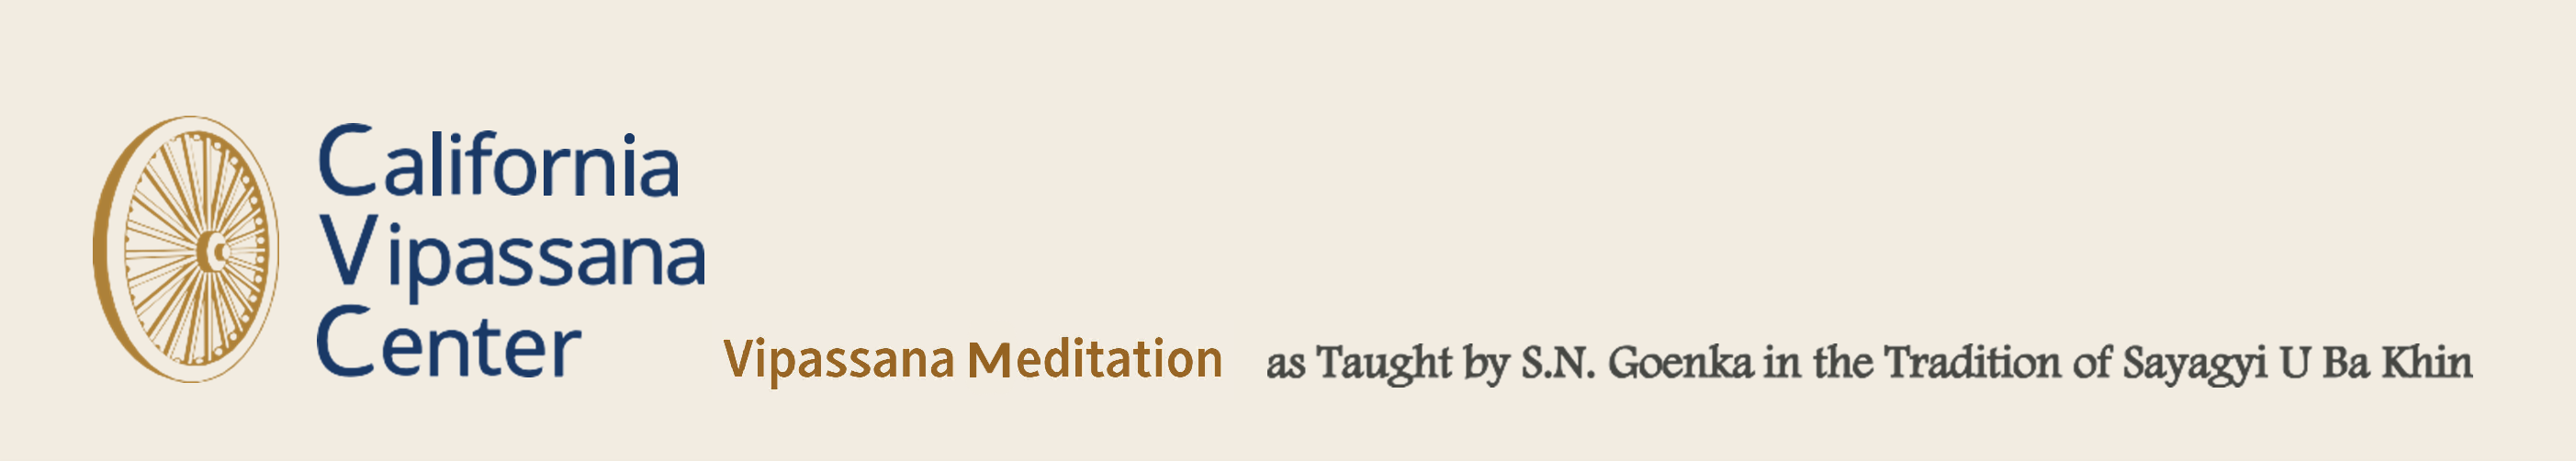 California
Vipassana
Center
Vipassana Meditation as Taught by S.N. Goenka in the Tradition of Sayagyi U Ba Khin